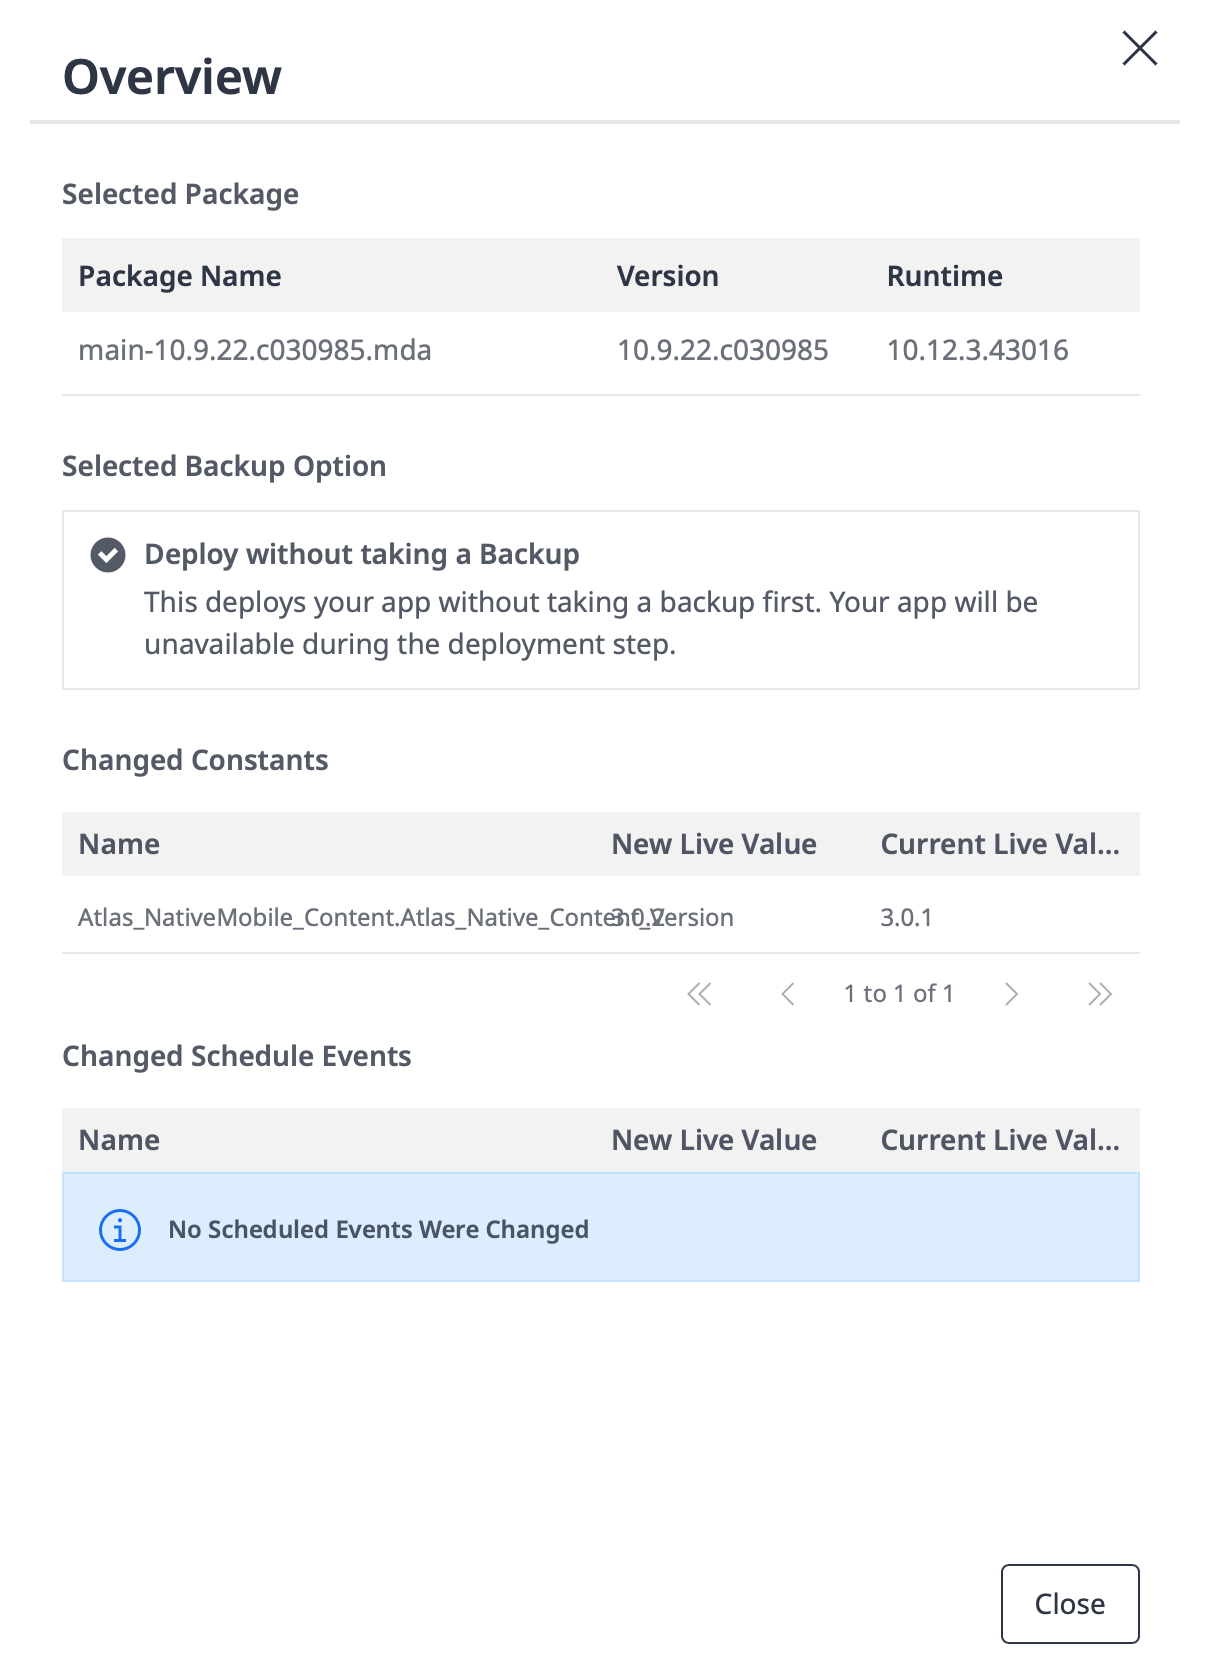 Overview
Selected Package
Package Name Version Runtime
main-10.9.22.c030985.mda 10.9.22.c030985 10.12.3.43016
Selected Backup Option
Deploy without taking a Backup
This deploys your app without taking a backup first. Your app will be
unavailable during the deployment step.
Changed Constants
Name New Live Value Current Live Val...
Atlas_NativeMobile_Content.Atlas_Native_Content_Version 3.0.2 3.0.1
1 to 1 of 1
Changed Schedule Events
Name New Live Value Current Live Val...
No Scheduled Events Were Changed
Close